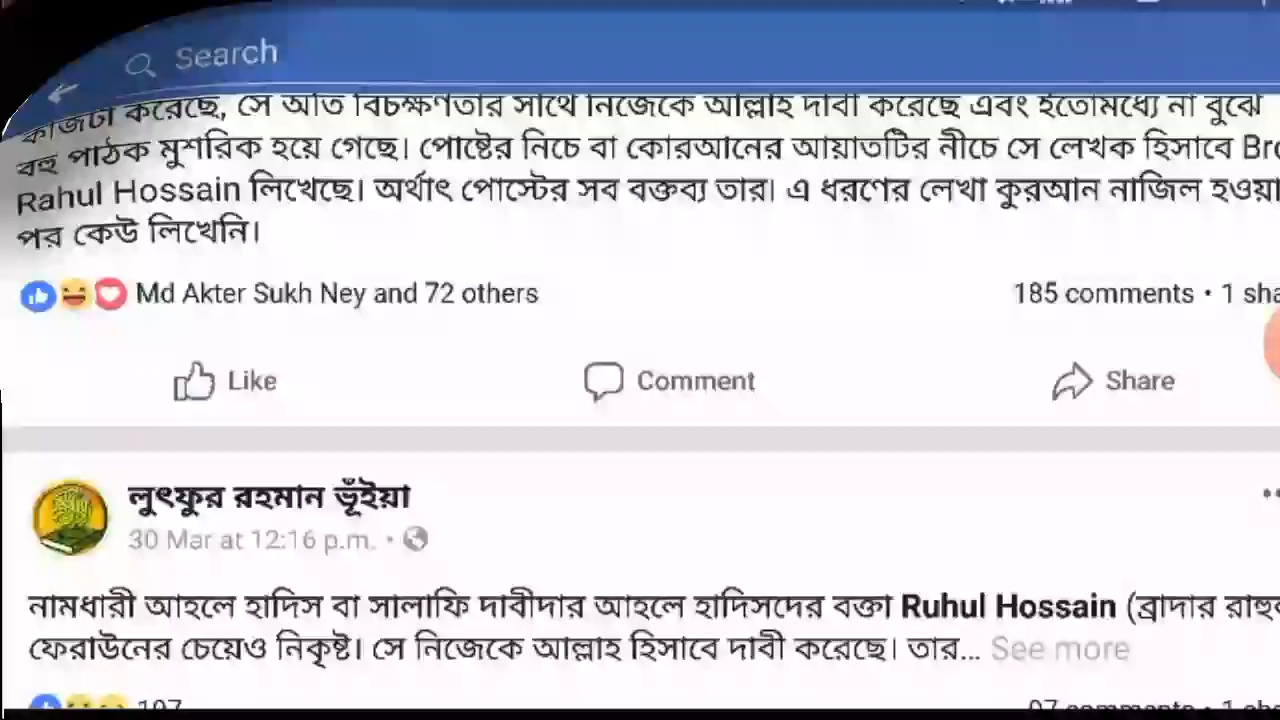 Search
কাজটা করেছে, সে অতি বিচক্ষণতার সাথে নিজেকে আল্লাহ দাবী করেছে এবং ইতোমধ্যে না বুঝে
বহু পাঠক মুশরিক হয়ে গেছে। পোষ্টের নিচে বা কোরআনের আয়াতটির নীচে সে লেখক হিসাবে
Rahul Hossain লিখেছে। অর্থাৎ পোস্টের সব বক্তব্য তার। এ ধরণের লেখা কুরআন নাজিল
পর কেউ লিখেনি।
Md Akter Sukh Ney and 72 others
185 comments • 1
Like
Comment
Share
লুৎফুর রহমান ভূঁইয়া
30 Mar at 12:16 p.m.
নামধারী আহলে হাদিস বা সালাফি দাবীদার আহলে হাদিসদের বক্তা Ruhul Hossain (ব্রাদার
ফেরাউনের চেয়েও নিকৃষ্ট। সে নিজেকে আল্লাহ হিসাবে দাবী করেছে। তার... See more